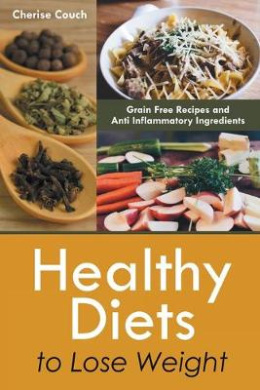 Cherise Couch
Grain Free Recipes and
Anti Inflammatory Ingredients
Healthy
Diets
to Lose Weight